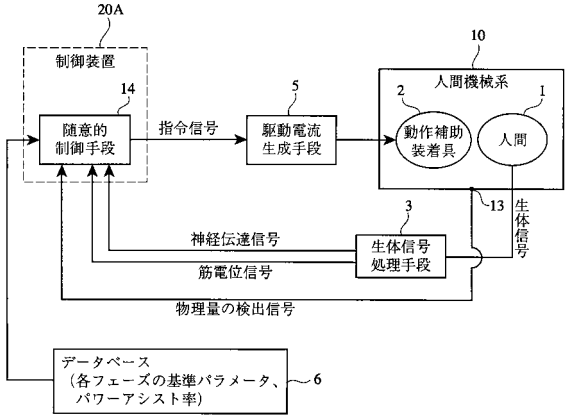 20A
制御装置
14
随意的
制御手段
指令信号
5
駆動電流
生成手段
10
人間機械系
2
1
動作補助
装着具
人間
13
生体信号
3
生体信号
処理手段
神経伝達信号
筋電位信号
物理量の検出信号
データベース
(各フェーズの基準パラメータ、
パワーアシスト率)
6